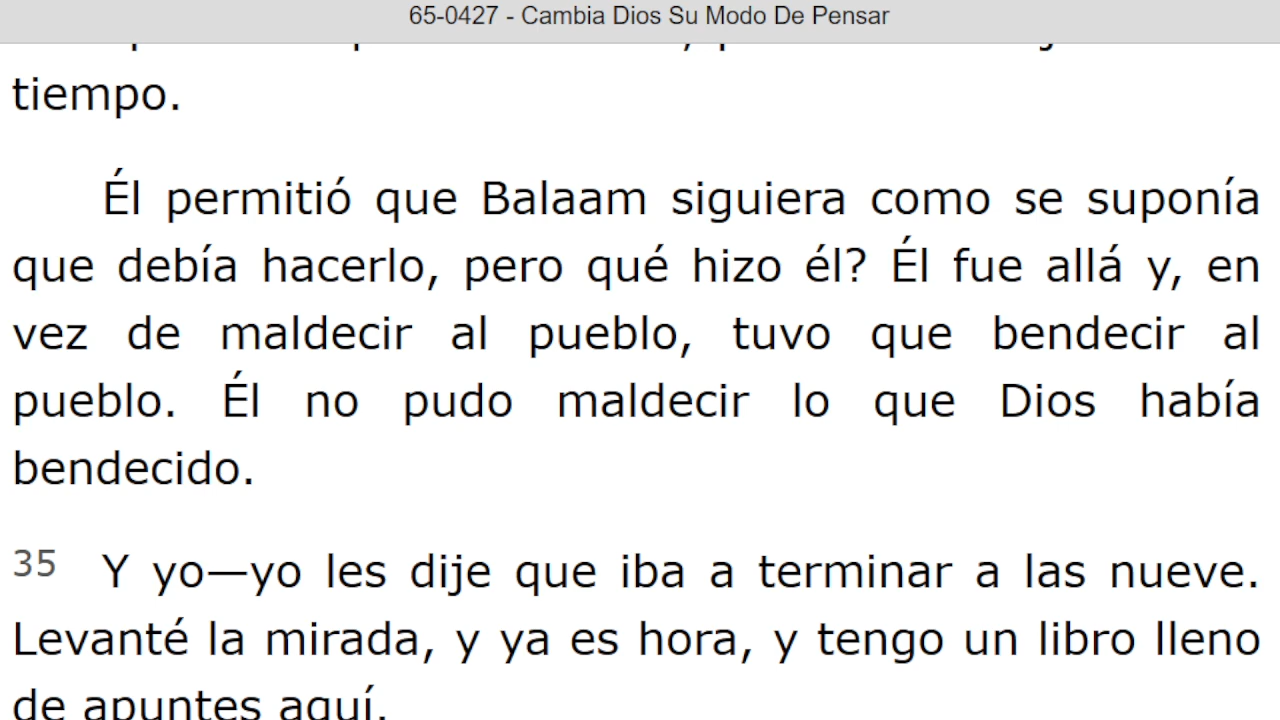 65-0427 - Cambia Dios Su Modo De Pensar
tiempo.
Él permitió que Balaam siguiera como se suponía
que debía hacerlo, pero qué hizo él? Él fue allá y, en
vez de maldecir al pueblo, tuvo que bendecir al
pueblo. Él no pudo maldecir lo que Dios había
bendecido.
35 Y yo—yo les dije que iba a terminar a las nueve.
Levanté la mirada, y ya es hora, y tengo un libro lleno
de apuntes aquí.